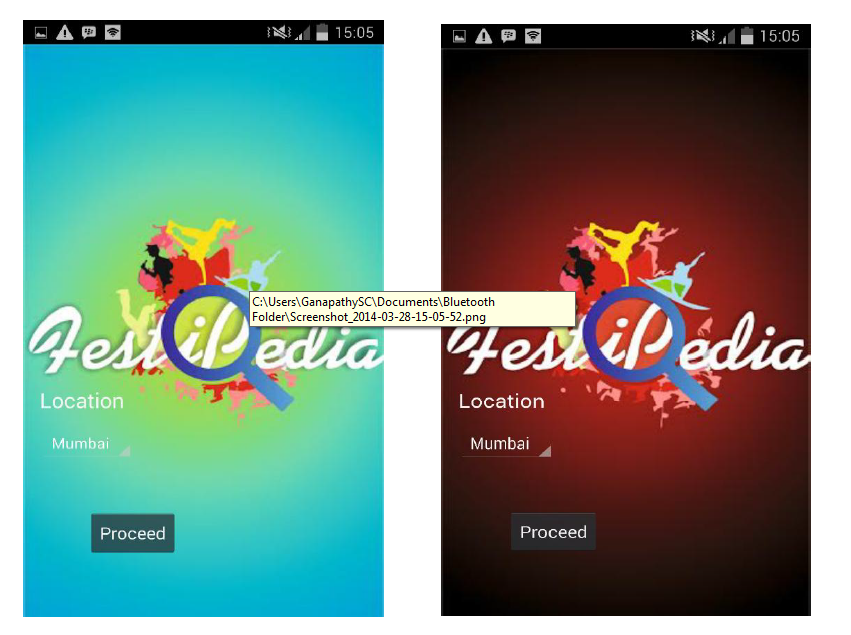 15:05
FestiPedia
Location
Mumbai
Proceed
15:05
C:\Users\GanapathySC\Documents\Bluetooth
Folder\Screenshot_2014-03-28-15-05-52.png
FestiPedia
Location
Mumbai
Proceed